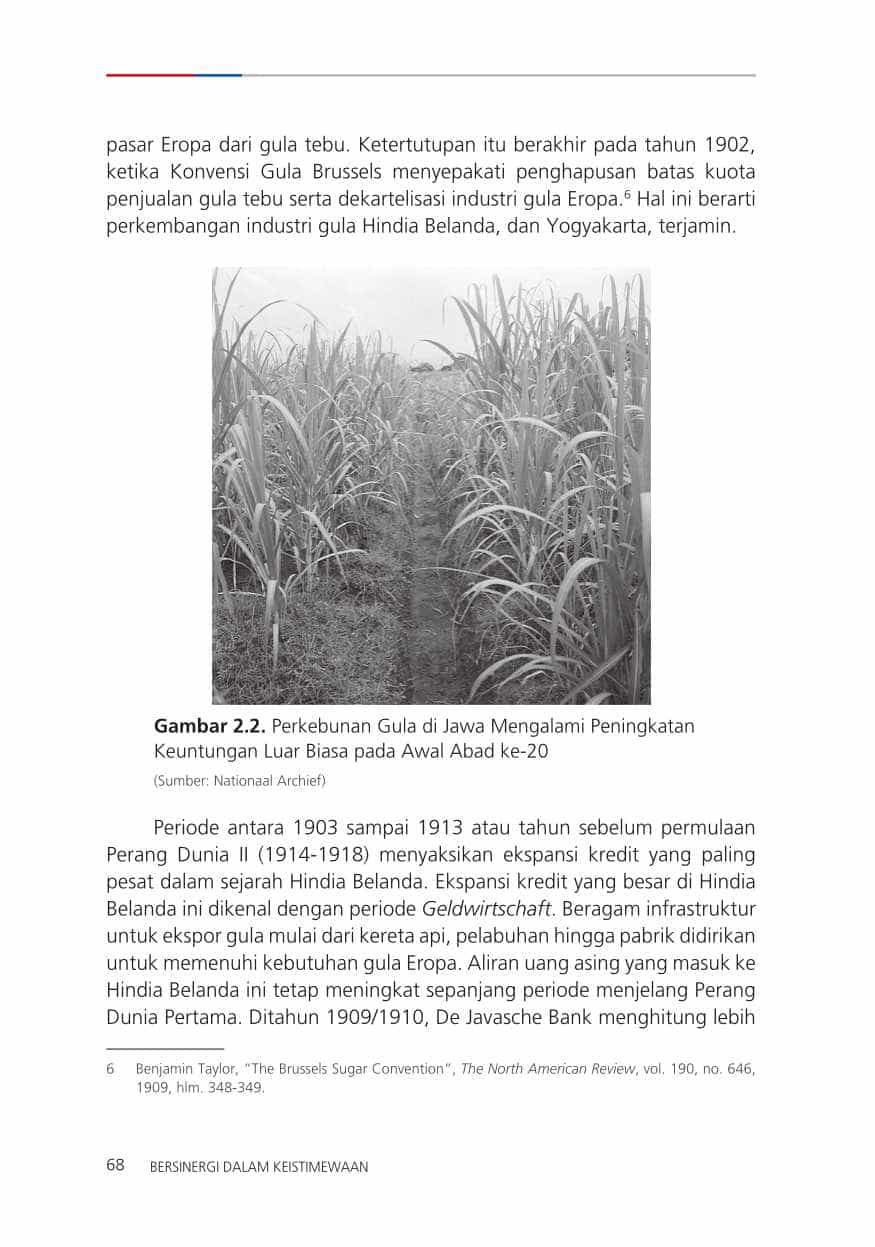 pasar Eropa dari gula tebu. Ketertutupan itu berakhir pada tahun 1902,
ketika Konvensi Gula Brussels menyepakati penghapusan batas kuota
penjualan gula tebu serta dekartelisasi industri gula Eropa.⁶ Hal ini berarti
perkembangan industri gula Hindia Belanda, dan Yogyakarta, terjamin.
Gambar 2.2. Perkebunan Gula di Jawa Mengalami Peningkatan
Keuntungan Luar Biasa pada Awal Abad ke-20
(Sumber: Nationaal Archief)
Periode antara 1903 sampai 1913 atau tahun sebelum permulaan
Perang Dunia II (1914-1918) menyaksikan ekspansi kredit yang paling
pesat dalam sejarah Hindia Belanda. Ekspansi kredit yang besar di Hindia
Belanda ini dikenal dengan periode Geldwirtschaft. Beragam infrastruktur
untuk ekspor gula mulai dari kereta api, pelabuhan hingga pabrik didirikan
untuk memenuhi kebutuhan gula Eropa. Aliran uang asing yang masuk ke
Hindia Belanda ini tetap meningkat sepanjang periode menjelang Perang
Dunia Pertama. Ditahun 1909/1910, De Javasche Bank menghitung lebih
6 Benjamin Taylor, “The Brussels Sugar Convention”, The North American Review, vol. 190, no. 646,
1909, hlm. 348-349.
68 BERSINERGI DALAM KEISTIMEWAAN